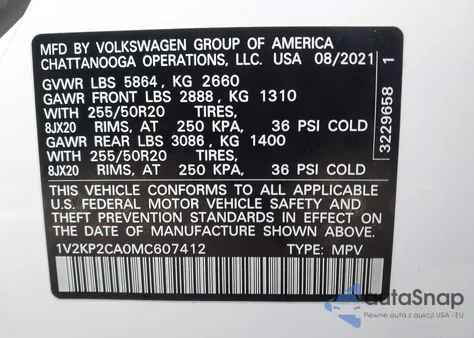 MFD BY VOLKSWAGEN GROUP OF AMERICA
CHATTANOOGA OPERATIONS, LLC. USA 08/2021
GVWR LBS 5864, KG 2660
GAWR FRONT LBS 2888, KG 1310
WITH 255/50R20 TIRES,
8JX20 RIMS, AT 250 KPA, 36 PSI COLD
GAWR REAR LBS 3086, KG 1400
WITH 255/50R20 TIRES,
8JX20 RIMS, AT 250 KPA, 36 PSI COLD
THIS VEHICLE CONFORMS TO ALL APPLICABLE
U.S. FEDERAL MOTOR VEHICLE SAFETY AND
THEFT PREVENTION STANDARDS IN EFFECT ON THE
DATE OF MANUFACTURE SHOWN ABOVE.
1V2KP2CA0MC607412 TYPE: MPV
3229658 1
autoSnap
Pewne auta z aukcji USA i EU